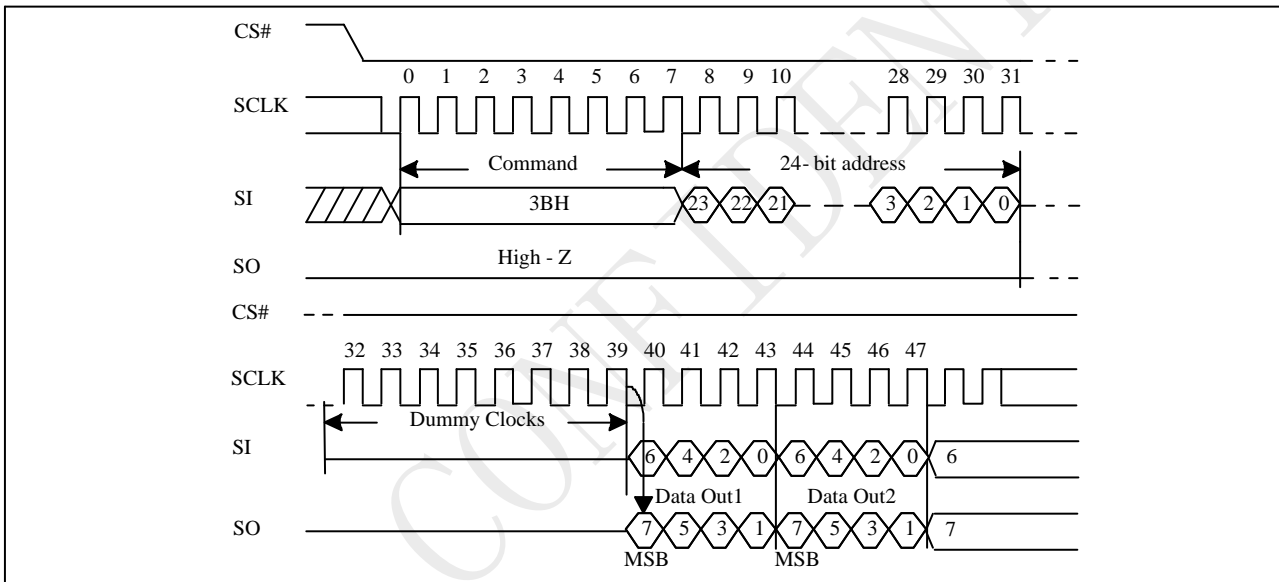 CS#
0 1 2 3 4 5 6 7 8 9 10 28 29 30 31
SCLK
Command 24- bit address
SI 3BH 23 22 21 3 2 1 0
High - Z
SO
CS#
32 33 34 35 36 37 38 39 40 41 42 43 44 45 46 47
SCLK
Dummy Clocks
SI 6 4 2 0 6 4 2 0 6
Data Out1 Data Out2
SO 7 5 3 1 7 5 3 1 7
MSB MSB
CONFIDENT